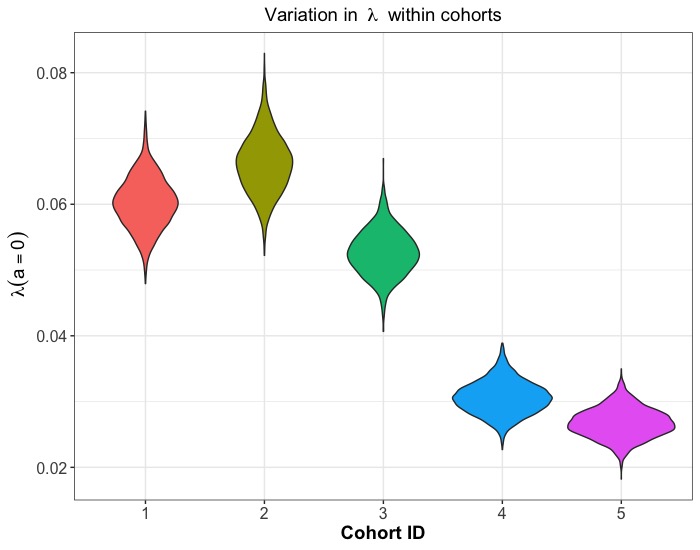 Variation in λ within cohorts
λ(a = 0)
0.08
0.06
0.04
0.02
1 2 3 4 5
Cohort ID